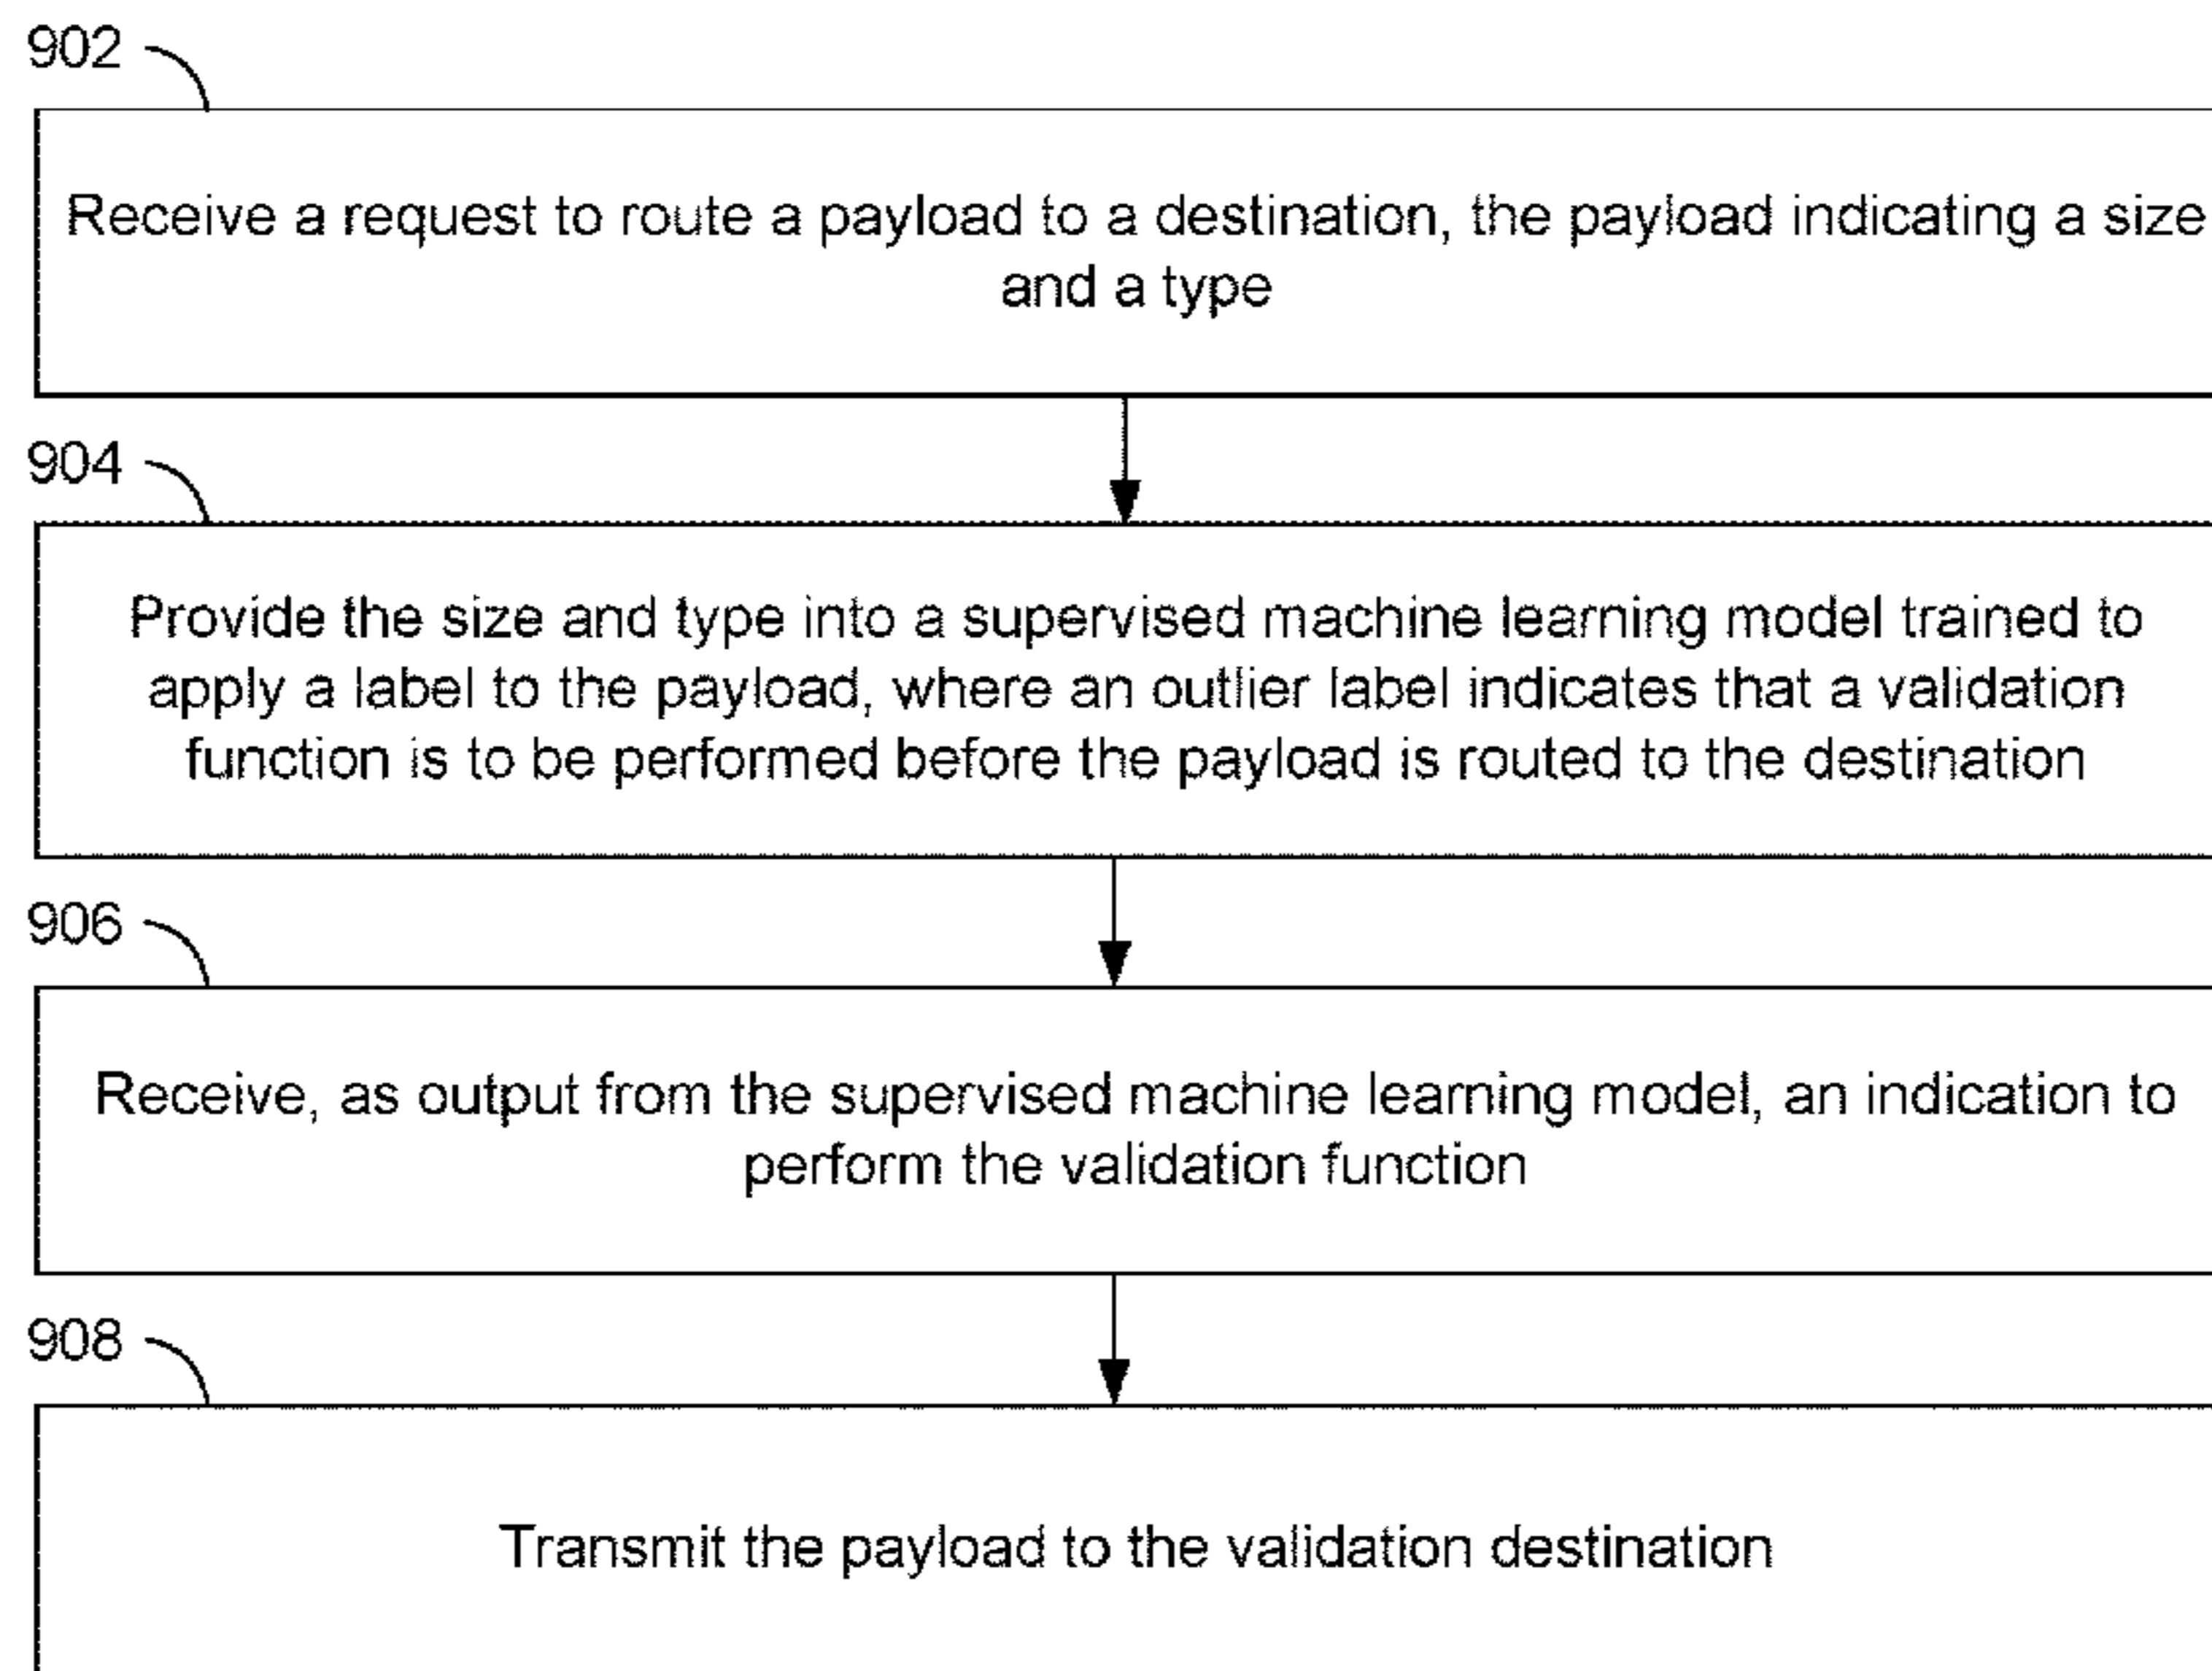 902
Receive a request to route a payload to a destination, the payload indicating a size
and a type
904
Provide the size and type into a supervised machine learning model trained to
apply a label to the payload, where an outlier label indicates that a validation
function is to be performed before the payload is routed to the destination
906
Receive, as output from the supervised machine learning model, an indication to
perform the validation function
908
Transmit the payload to the validation destination